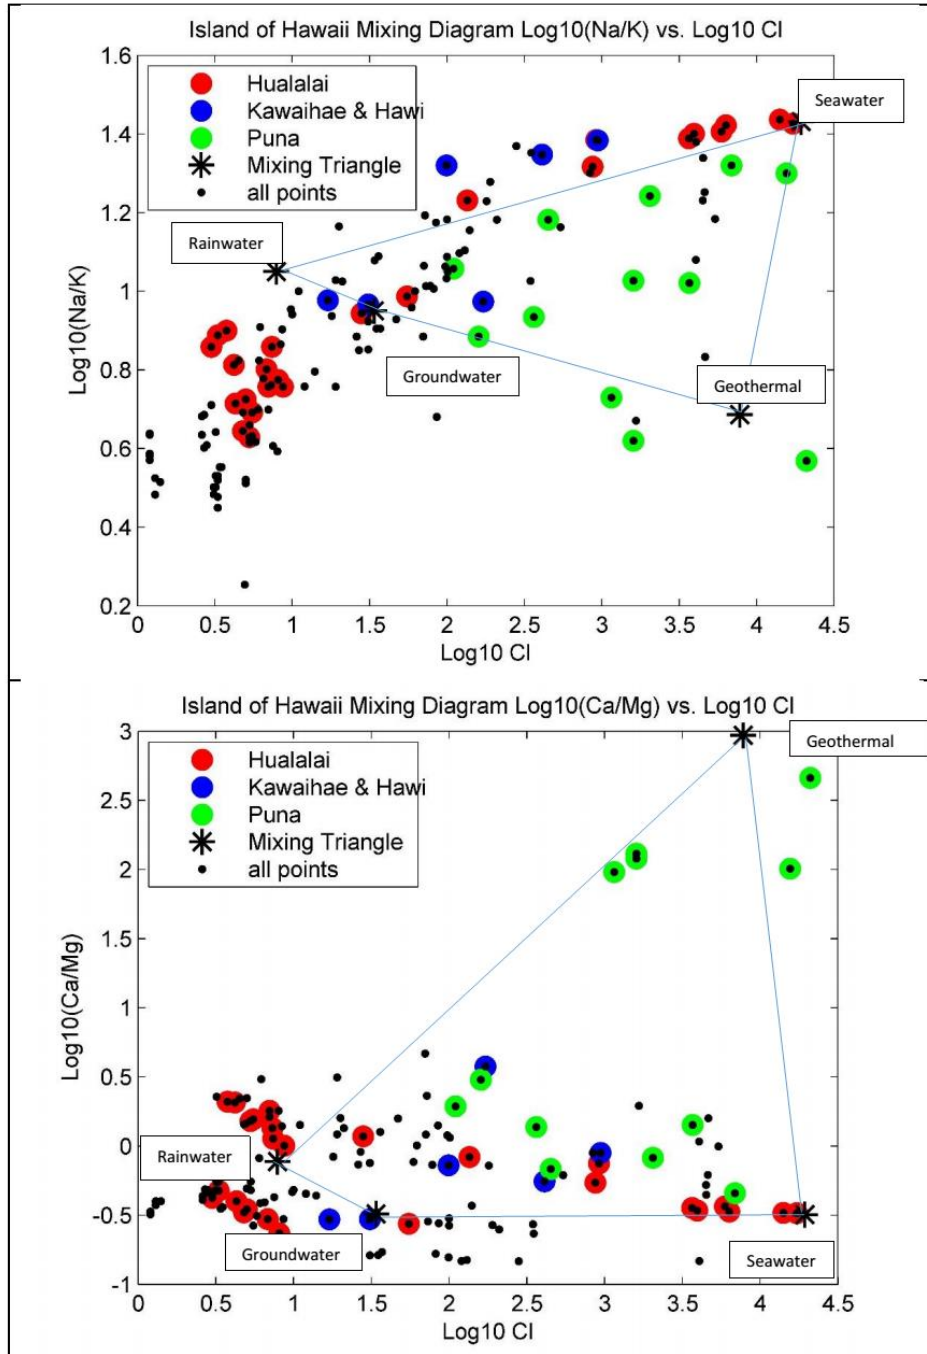 Island of Hawaii Mixing Diagram Log10(Na/K) vs. Log10 Cl
1.6
Hualalai
Kawaihae & Hawi
Puna
Mixing Triangle
all points
Seawater
1.4
1.2
Rainwater
1
0.8
Groundwater
Geothermal
0.6
0.4
0.2
Log10(Na/K)
0 0.5 1 1.5 2 2.5 3 3.5 4 4.5
Log10 Cl
Island of Hawaii Mixing Diagram Log10(Ca/Mg) vs. Log10 Cl
3
Geothermal
Hualalai
Kawaihae & Hawi
Puna
Mixing Triangle
all points
2.5
2
1.5
1
0.5
0
Rainwater
-0.5
Groundwater
Seawater
-1
Log10(Ca/Mg)
0 0.5 1 1.5 2 2.5 3 3.5 4 4.5
Log10 Cl